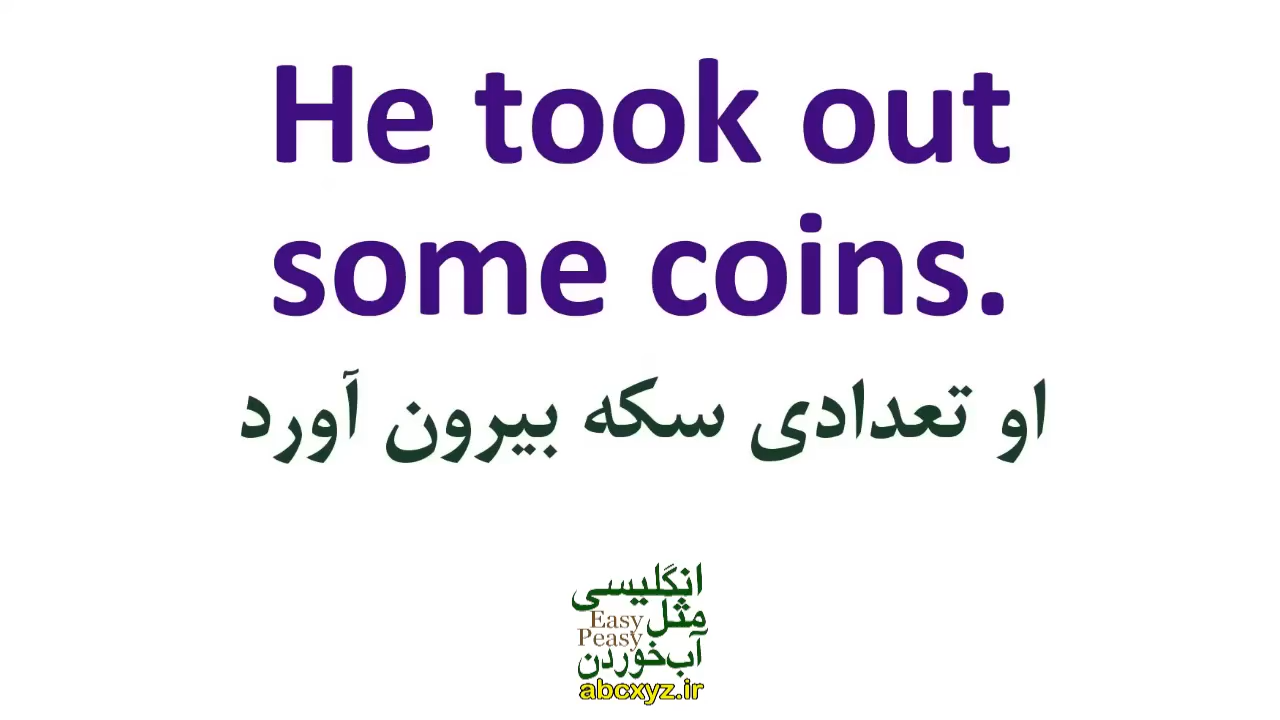 He took out
some coins.
او تعدادی سکه بیرون آورد
انگلیسی
مثل
Easy
Peasy
آب‌خوردن
abcxyz.ir